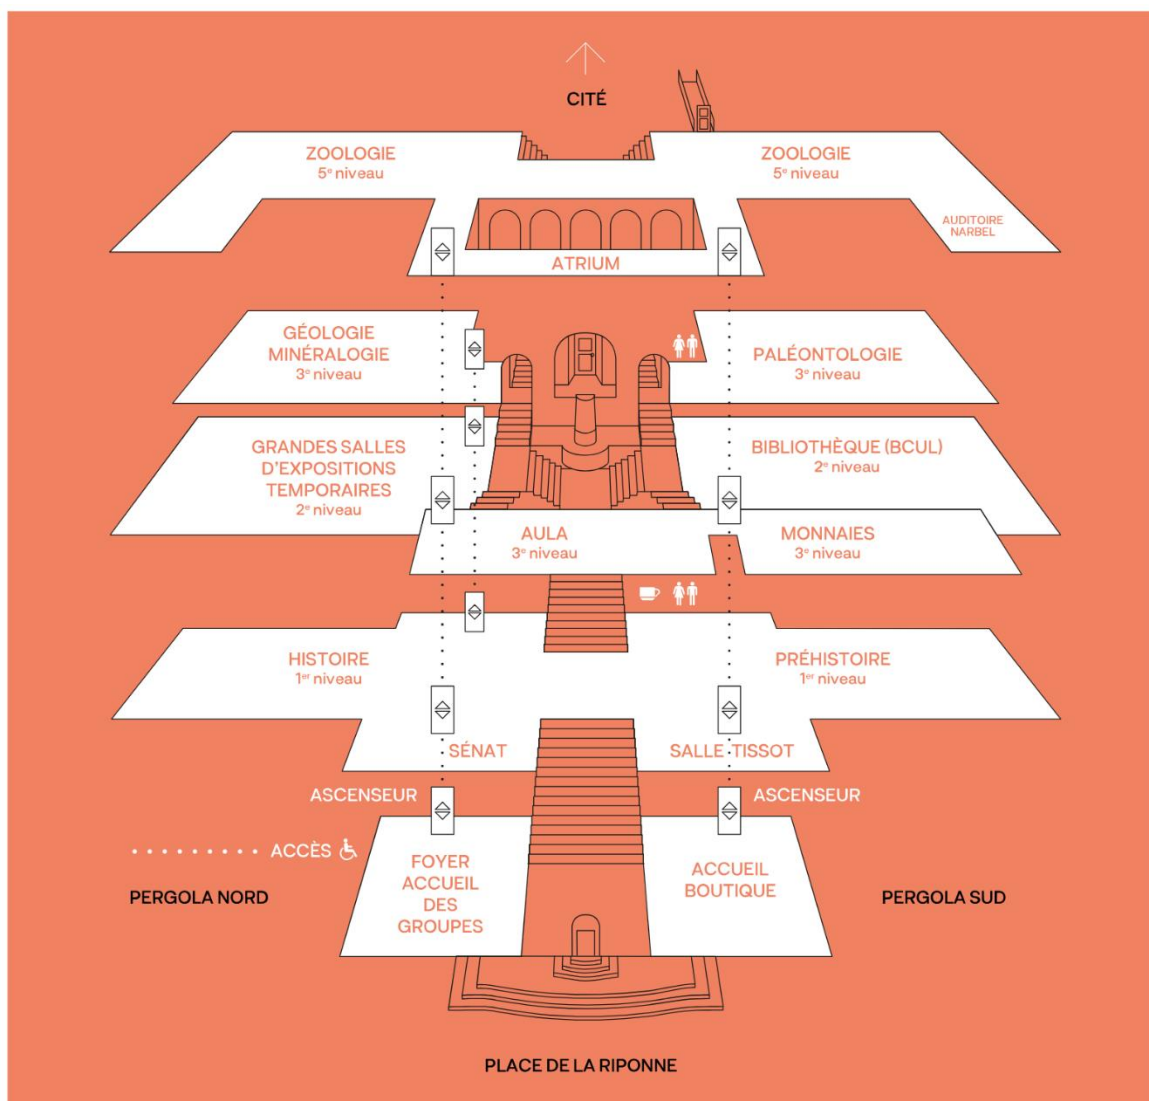 CITÉ
ZOOLOGIE
5e niveau
ZOOLOGIE
5e niveau
AUDITOIRE
NARBEL
ATRIUM
GÉOLOGIE
MINÉRALOGIE
3e niveau
PALÉONTOLOGIE
3e niveau
GRANDES SALLES
D'EXPOSITIONS
TEMPORAIRES
2e niveau
BIBLIOTHÈQUE (BCUL)
2e niveau
AULA
3e niveau
MONNAIES
3e niveau
HISTOIRE
1er niveau
PRÉHISTOIRE
1er niveau
SÉNAT
SALLE TISSOT
ASCENSEUR
ASCENSEUR
ACCÈS
FOYER
ACCUEIL
DES
GROUPES
ACCUEIL
BOUTIQUE
PERGOLA NORD
PERGOLA SUD
PLACE DE LA RIPONNE